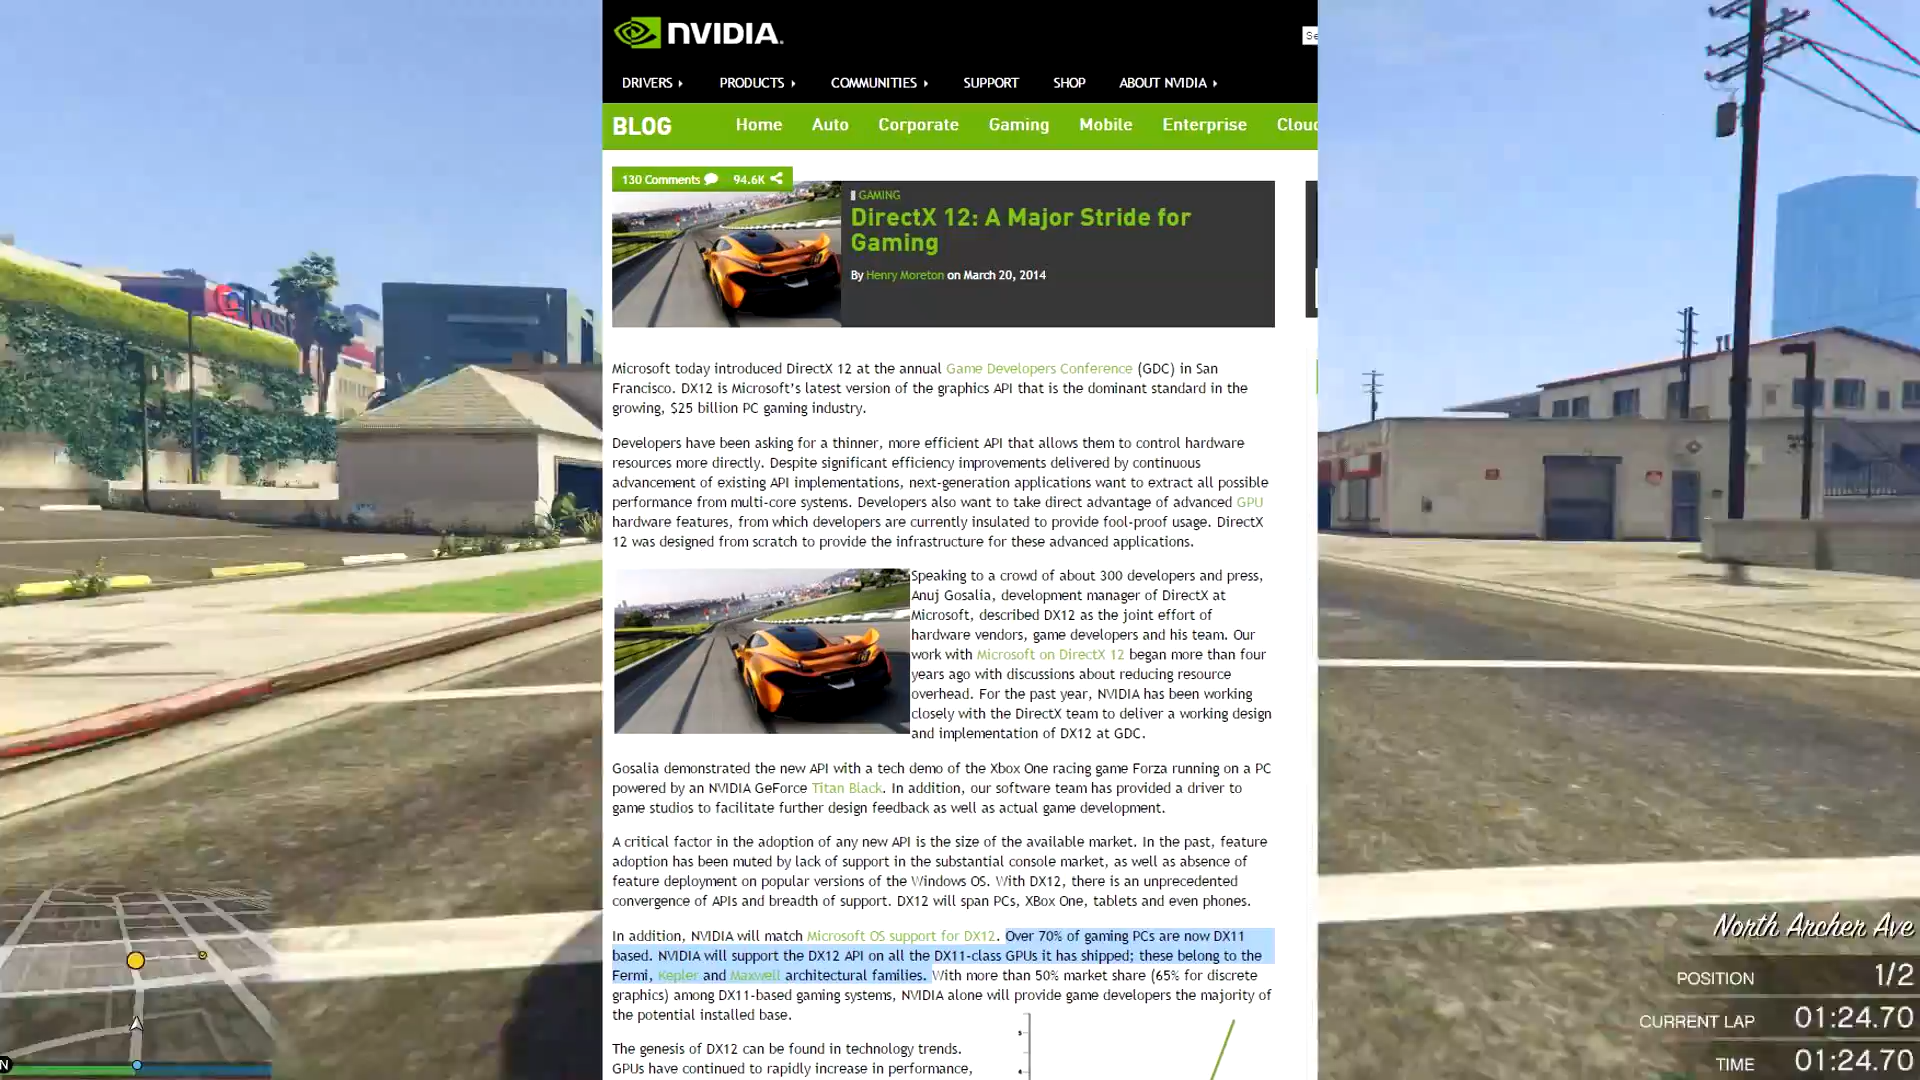 NVIDIA.
DRIVERS
PRODUCTS
COMMUNITIES
SUPPORT
SHOP
ABOUT NVIDIA
BLOG
Home
Auto
Corporate
Gaming
Mobile
Enterprise
130 Comments
94.6K
GAMING
DirectX 12: A Major Stride for
Gaming
By Henry Moreton on March 20, 2014
Microsoft today introduced DirectX 12 at the annual Game Developers Conference (GDC) in San
Francisco. DX12 is Microsoft's latest version of the graphics API that is the dominant standard in the
growing, $25 billion PC gaming industry.
Developers have been asking for a thinner, more efficient API that allows them to control hardware
resources more directly. Despite significant efficiency improvements delivered by continuous
advancement of existing API implementations, next-generation applications want to extract all possible
performance from multi-core systems. Developers also want to take direct advantage of advanced GPU
hardware features, from which developers are currently insulated to provide fool-proof usage. DirectX
12 was designed from scratch to provide the infrastructure for these advanced applications.
Speaking to a crowd of about 300 developers and press,
Anuj Gosalia, development manager of DirectX at
Microsoft, described DX12 as the joint effort of
hardware vendors, game developers and his team. Our
work with Microsoft on DirectX 12 began more than four
years ago with discussions about reducing resource
overhead. For the past year, NVIDIA has been working
closely with the DirectX team to deliver a working design
and implementation of DX12 at GDC.
Gosalia demonstrated the new API with a tech demo of the Xbox One racing game Forza running on a PC
powered by an NVIDIA GeForce Titan Black. In addition, our software team has provided a driver to
game studios to facilitate further design feedback as well as actual game development.
A critical factor in the adoption of any new API is the size of the available market. In the past, feature
adoption has been muted by lack of support in the substantial console market, as well as absence of
feature deployment on popular versions of the Windows OS. With DX12, there is an unprecedented
convergence of APIs and breadth of support. DX12 will span PCs, XBox One, tablets and even phones.
In addition, NVIDIA will match Microsoft OS support for DX12. Over 70% of gaming PCs are now DX11
based. NVIDIA will support the DX12 API on all the DX11-class GPUs it has shipped; these belong to the
Fermi, Kepler and Maxwell architectural families. With more than 50% market share (65% for discrete
graphics) among DX11-based gaming systems, NVIDIA alone will provide game developers the majority of
the potential installed base.
The genesis of DX12 can be found in technology trends.
GPUs have continued to rapidly increase in performance,
N
North Archer Ave
POSITION 1/2
CURRENT LAP 01:24.70
TIME 01:24.70